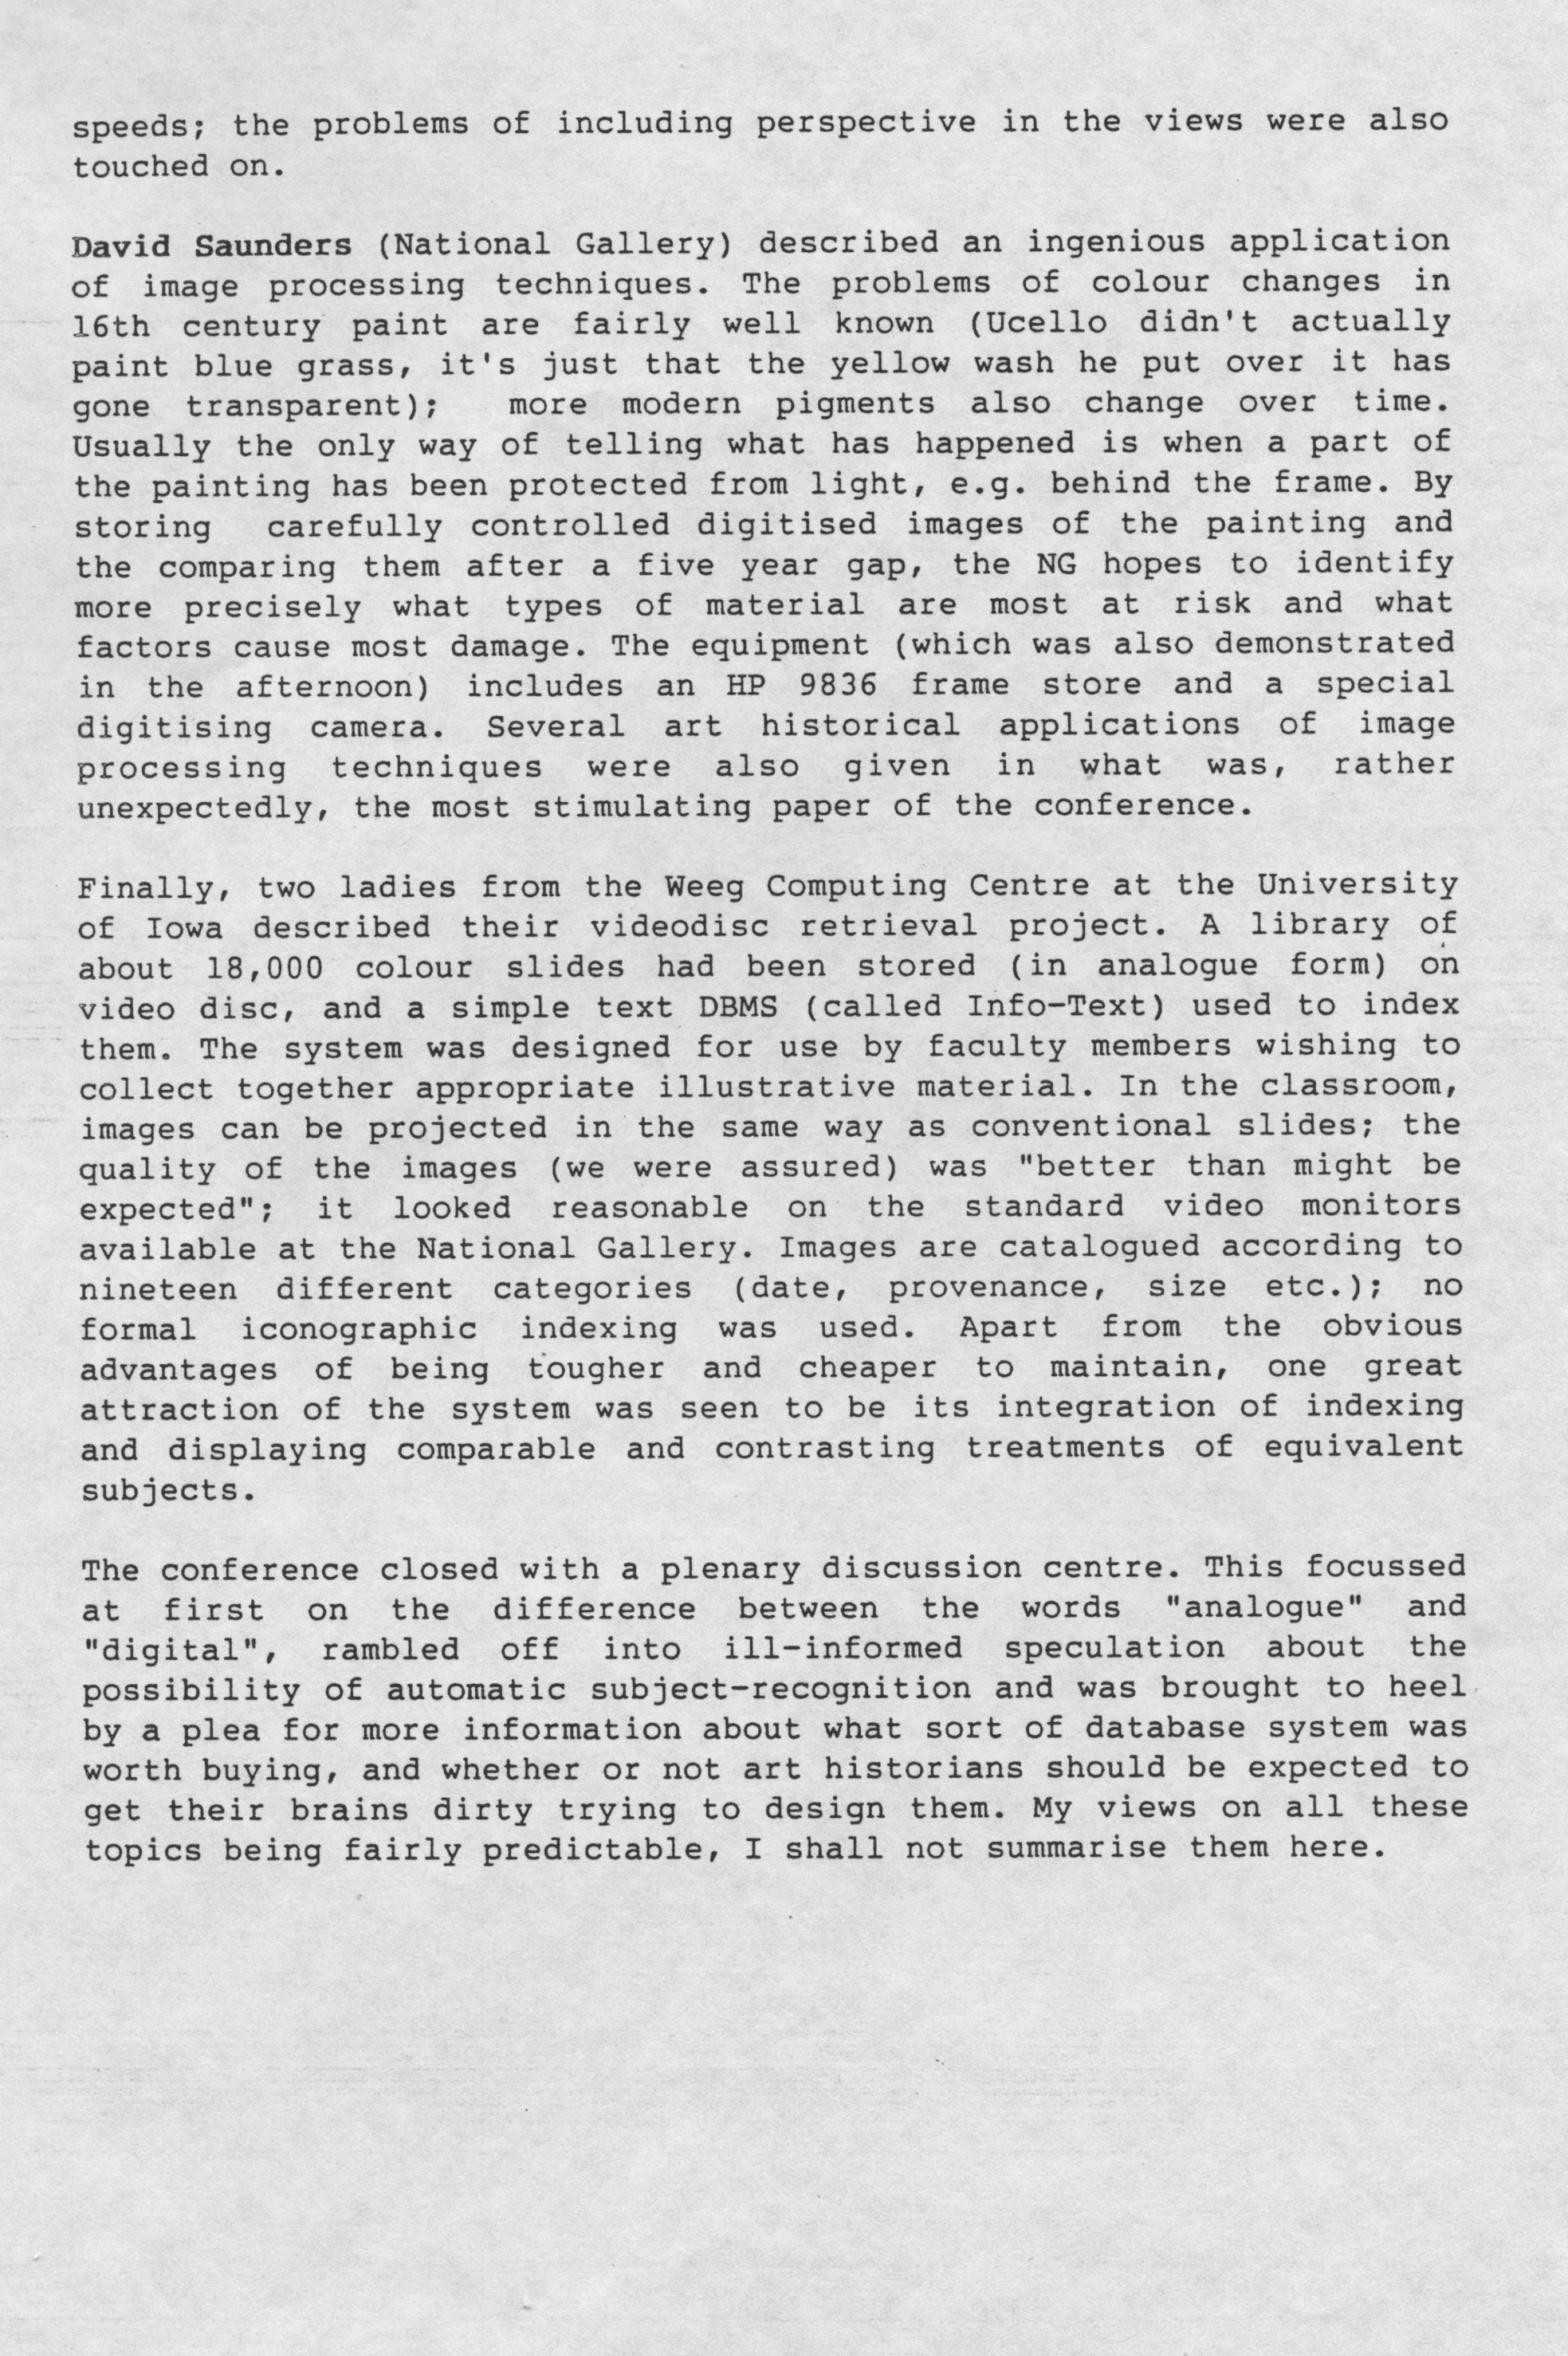 speeds; the problems of including perspective in the views were also
touched on.
David Saunders (National Gallery) described an ingenious application
of image processing techniques. The problems of colour changes in
16th century paint are fairly well known (Ucello didn't actually
paint blue grass, it's just that the yellow wash he put over it has
gone transparent); more modern pigments also change over time.
Usually the only way of telling what has happened is when a part of
the painting has been protected from light, e.g. behind the frame. By
storing carefully controlled digitised images of the painting and
the comparing them after a five year gap, the NG hopes to identify
more precisely what types of material are most at risk and what
factors cause most damage. The equipment (which was also demonstrated
in the afternoon) includes an HP 9836 frame store and a special
digitising camera. Several art historical applications of image
processing techniques were also given in what was, rather
unexpectedly, the most stimulating paper of the conference.
Finally, two ladies from the Weeg Computing Centre at the University
of Iowa described their videodisc retrieval project. A library of
about 18,000 colour slides had been stored (in analogue form) on
video disc, and a simple text DBMS (called Info-Text) used to index
them. The system was designed for use by faculty members wishing to
collect together appropriate illustrative material. In the classroom,
images can be projected in the same way as conventional slides; the
quality of the images (we were assured) was "better than might be
expected"; it looked reasonable on the standard video monitors
available at the National Gallery. Images are catalogued according to
nineteen different categories (date, provenance, size etc.); no
formal iconographic indexing was used. Apart from the obvious
advantages of being tougher and cheaper to maintain, one great
attraction of the system was seen to be its integration of indexing
and displaying comparable and contrasting treatments of equivalent
subjects.
The conference closed with a plenary discussion centre. This focussed
at first on the difference between the words "analogue" and
"digital", rambled off into ill-informed speculation about the
possibility of automatic subject-recognition and was brought to heel
by a plea for more information about what sort of database system was
worth buying, and whether or not art historians should be expected to
get their brains dirty trying to design them. My views on all these
topics being fairly predictable, I shall not summarise them here.